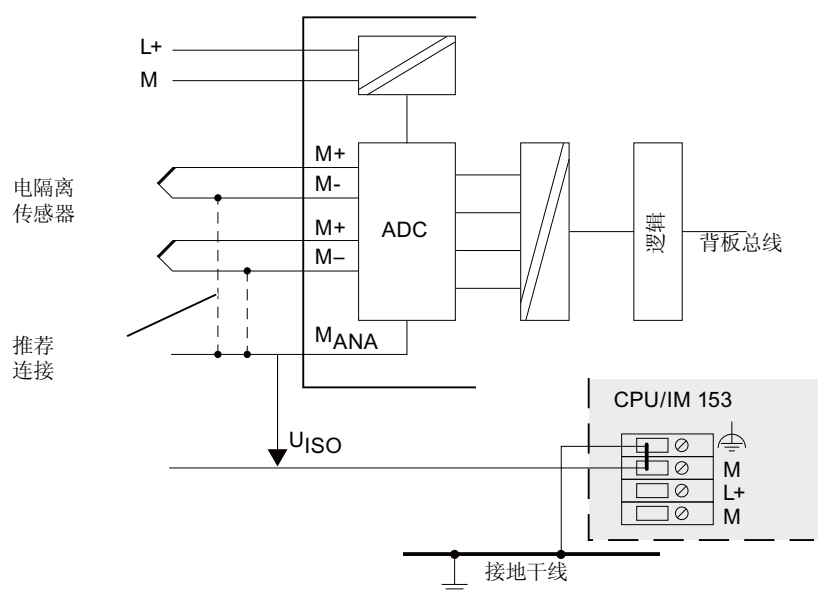 L+
M
电隔离
传感器
M+
M-
M+
M–
ADC
逻辑
背板总线
推荐
连接
MANA
CPU/IM 153
UISO
M
L+
M
接地干线